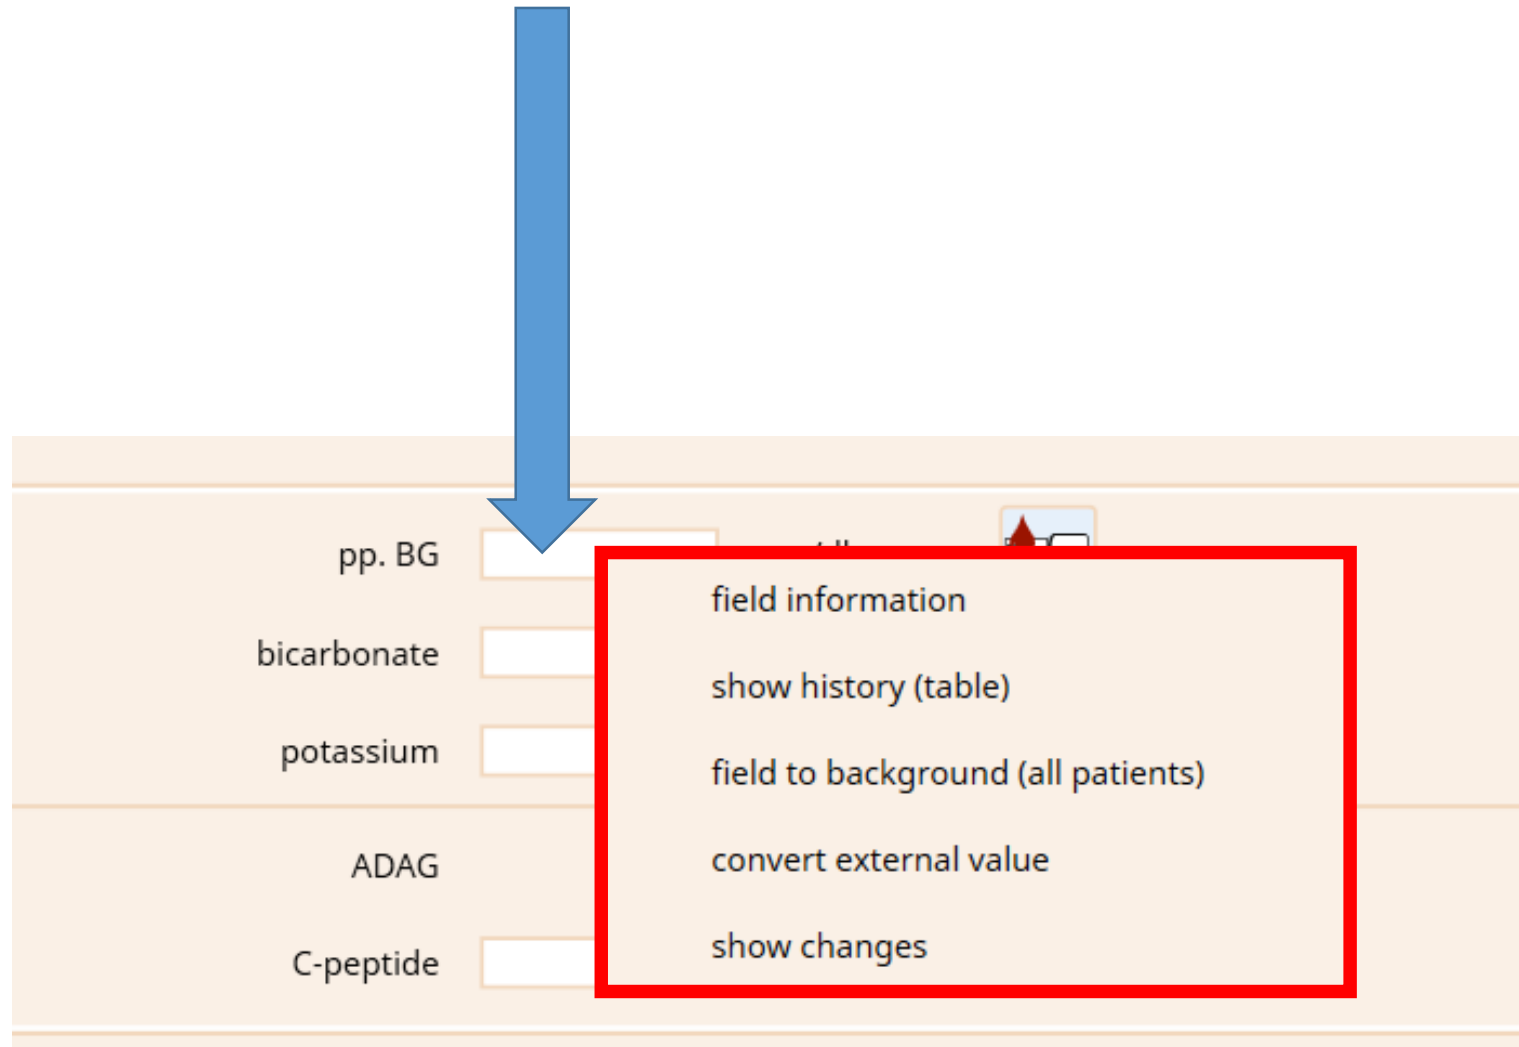 pp. BG
field information
bicarbonate
show history (table)
potassium
field to background (all patients)
ADAG
convert external value
show changes
C-peptide